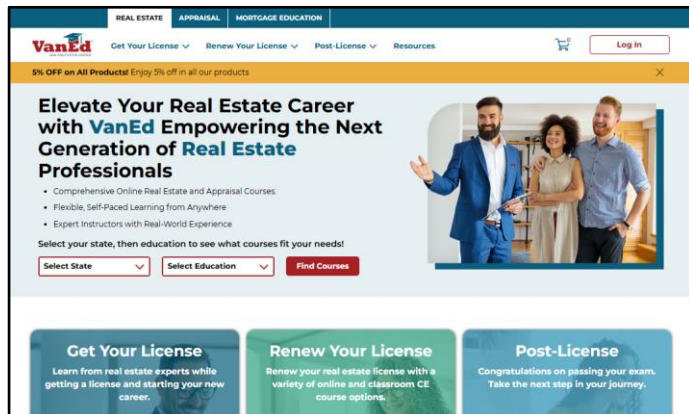 REAL ESTATE APPRAISAL MORTGAGE EDUCATION
VanEd Get Your License Renew Your License Post-License Resources 0 Log In
5% OFF on All Products! Enjoy 5% off in all our products
Elevate Your Real Estate Career
with VanEd Empowering the Next
Generation of Real Estate
Professionals
• Comprehensive Online Real Estate and Appraisal Courses
• Flexible, Self-Paced Learning from Anywhere
• Expert Instructors with Real-World Experience
Select your state, then education to see what courses fit your needs!
Select State Select Education Find Courses
Get Your License
Learn from real estate experts while
getting a license and starting your new
career.
Renew Your License
Renew your real estate license with a
variety of online and classroom CE
course options.
Post-License
Congratulations on passing your exam.
Take the next step in your journey.